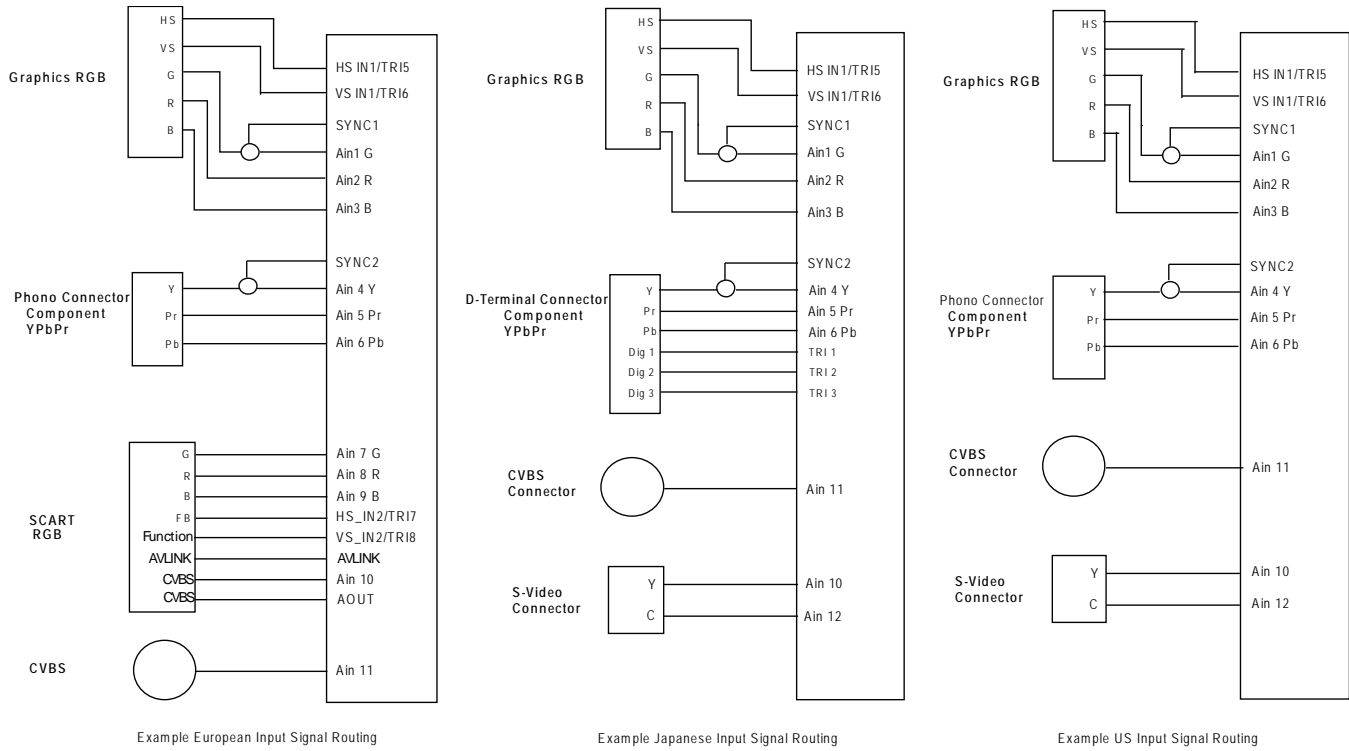 Graphics RGB
HS
VS
G
R
B
HS IN1/TRI5
VS IN1/TRI6
SYNC1
Ain1 G
Ain2 R
Ain3 B
Phono Connector
Component
YPbPr
Y
Pr
Pb
SYNC2
Ain 4 Y
Ain 5 Pr
Ain 6 Pb
SCART
RGB
G
R
B
FB
Function
AVLINK
CVBS
CVBS
Ain 7 G
Ain 8 R
Ain 9 B
HS_IN2/TRI7
VS_IN2/TRI8
AVLINK
Ain 10
AOUT
CVBS
Ain 11
Example European Input Signal Routing
Graphics RGB
HS
VS
G
R
B
HS IN1/TRI5
VS IN1/TRI6
SYNC1
Ain1 G
Ain2 R
Ain3 B
D-Terminal Connector
Component
YPbPr
Y
Pr
Pb
Dig 1
Dig 2
Dig 3
SYNC2
Ain 4 Y
Ain 5 Pr
Ain 6 Pb
TRI 1
TRI 2
TRI 3
CVBS
Connector
Ain 11
S-Video
Connector
Y
C
Ain 10
Ain 12
Example Japanese Input Signal Routing
Graphics RGB
HS
VS
G
R
B
HS IN1/TRI5
VS IN1/TRI6
SYNC1
Ain1 G
Ain2 R
Ain3 B
Phono Connector
Component
YPbPr
Y
Pr
Pb
SYNC2
Ain 4 Y
Ain 5 Pr
Ain 6 Pb
CVBS
Connector
Ain 11
S-Video
Connector
Y
C
Ain 10
Ain 12
Example US Input Signal Routing